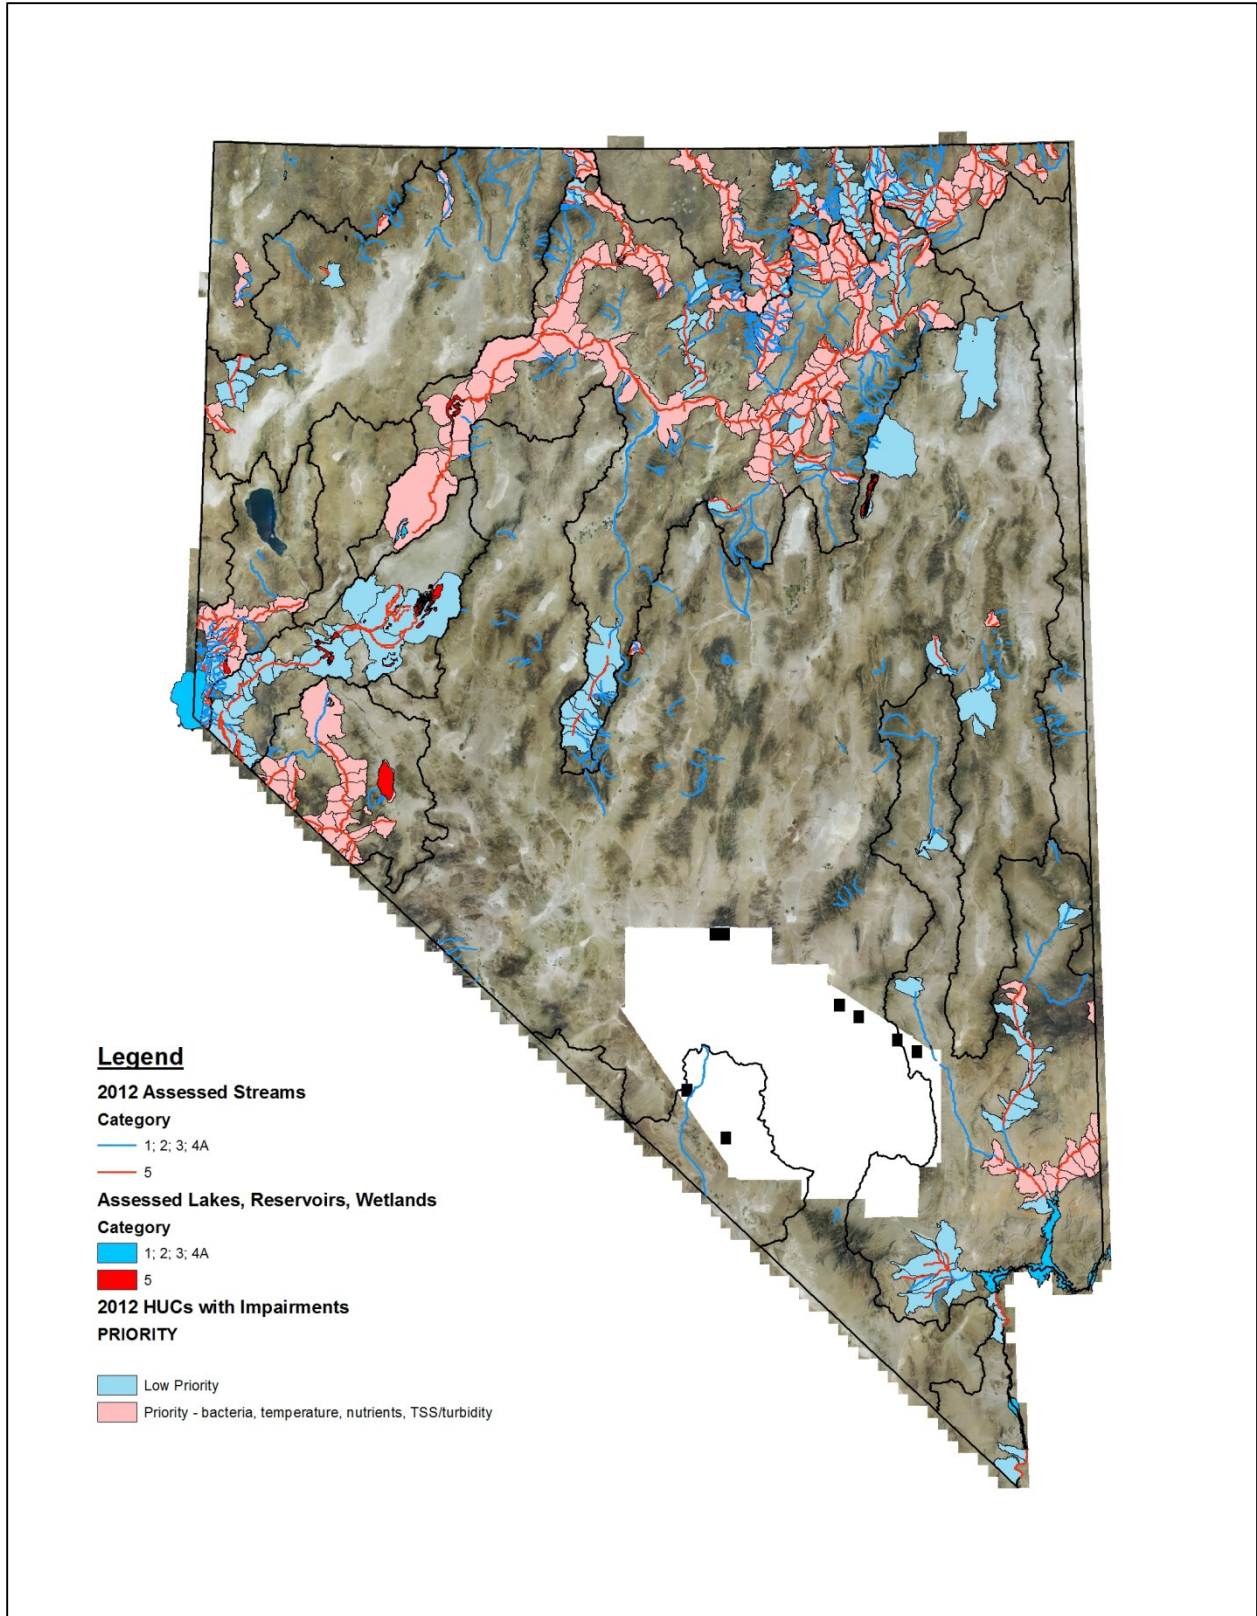 Legend
2012 Assessed Streams
Category
1; 2; 3; 4A
5
Assessed Lakes, Reservoirs, Wetlands
Category
1; 2; 3; 4A
5
2012 HUCs with Impairments
PRIORITY
Low Priority
Priority - bacteria, temperature, nutrients, TSS/turbidity